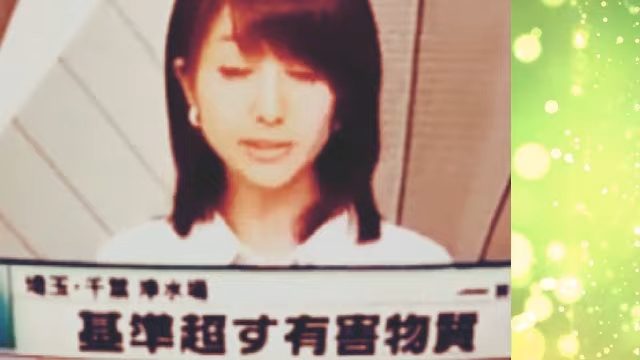 埼玉・千葉 浄水場
基準超す有害物質